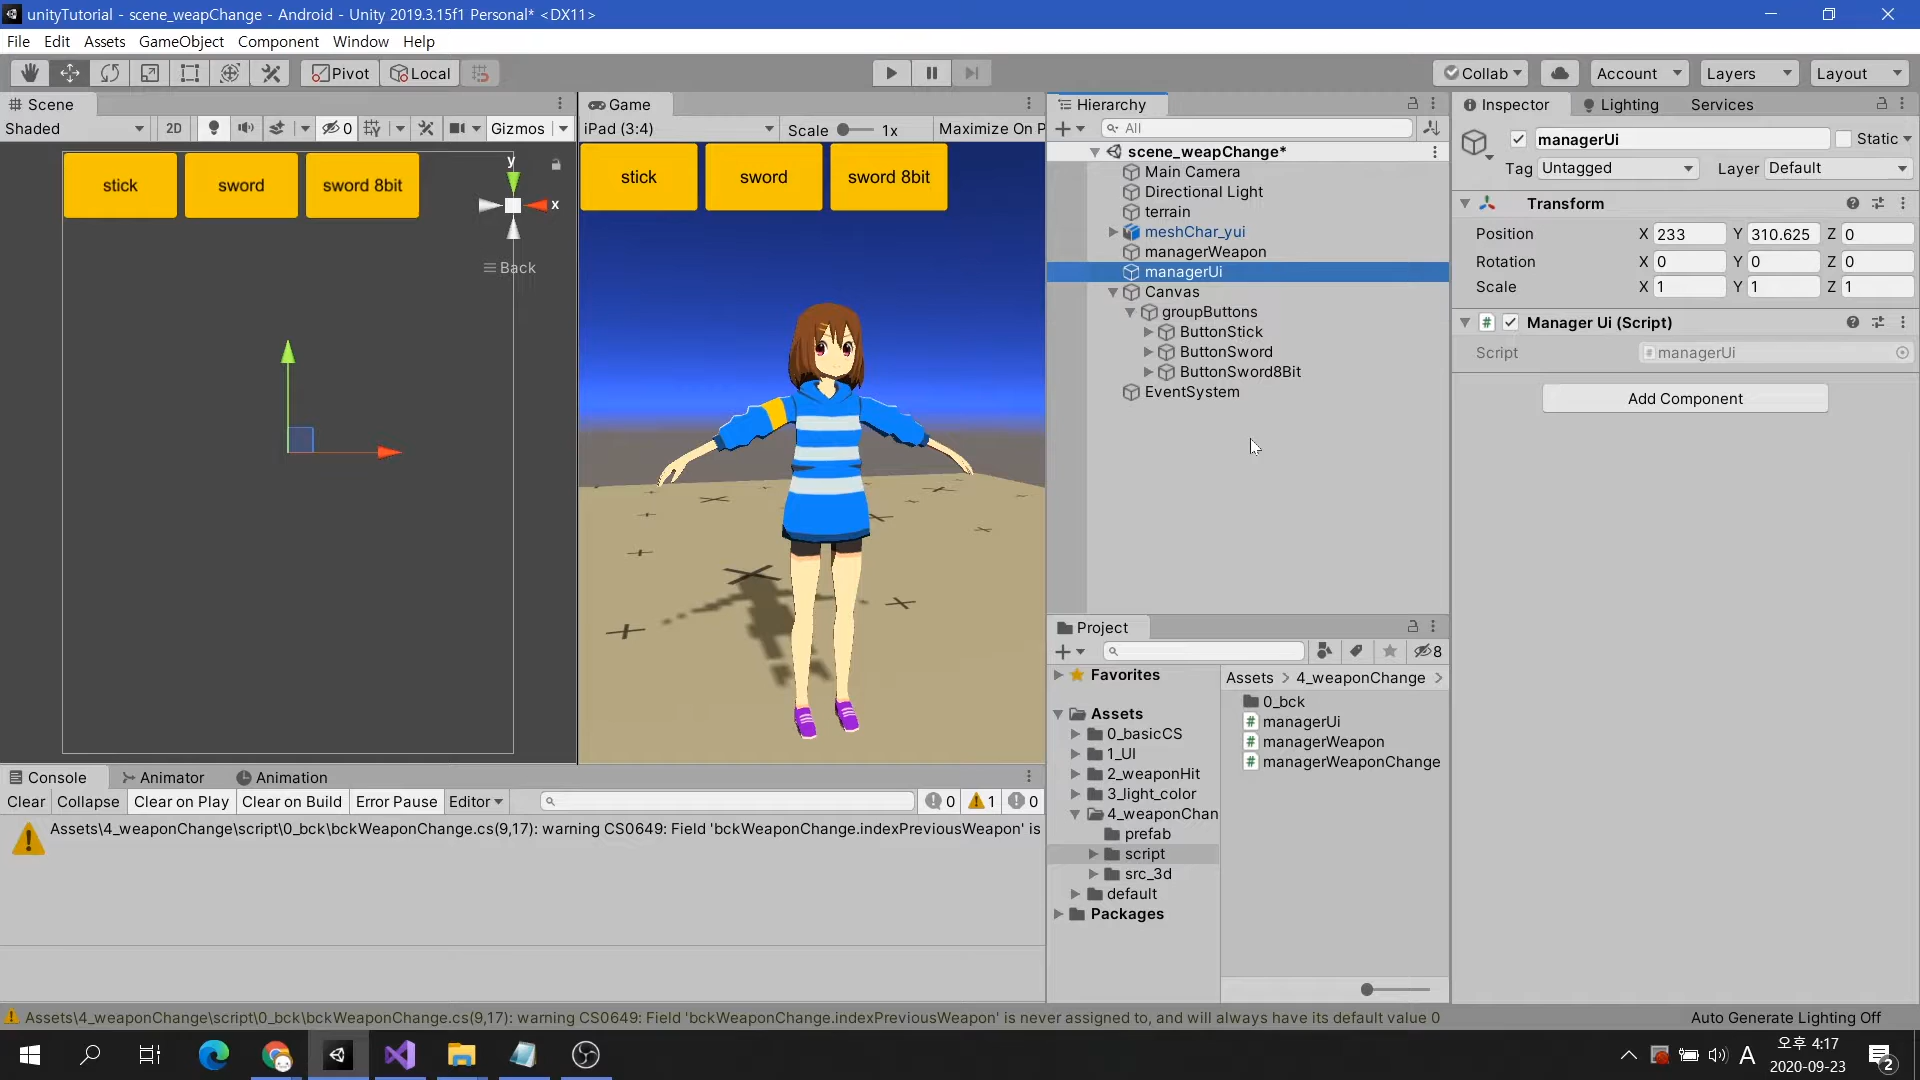 unityTutorial - scene_weapChange - Android - Unity 2019.3.15f1 Personal* <DX11>
File Edit Assets GameObject Component Window Help
Pivot Local Collab Account Layers Layout
Scene
Shaded 2D 0 Gizmos
stick sword sword 8bit
y
x
Back
Game
iPad (3:4) Scale 1x Maximize On P
stick sword sword 8bit
Hierarchy
All
scene_weapChange*
Main Camera
Directional Light
terrain
meshChar_yui
managerWeapon
managerUi
Canvas
groupButtons
ButtonStick
ButtonSword
ButtonSword8Bit
EventSystem
Inspector Lighting Services
managerUi Static
Tag Untagged Layer Default
Transform
Position X 233 Y 310.625 Z 0
Rotation X 0 Y 0 Z 0
Scale X 1 Y 1 Z 1
# Manager Ui (Script)
Script # managerUi
Add Component
Project
8
Favorites
Assets
0_basicCS
1_UI
2_weaponHit
3_light_color
4_weaponChan
prefab
script
src_3d
default
Packages
Assets > 4_weaponChange >
0_bck
# managerUi
# managerWeapon
# managerWeaponChange
Console Animator Animation
Clear Collapse Clear on Play Clear on Build Error Pause Editor 0 1 0
Assets\4_weaponChange\script\0_bck\bckWeaponChange.cs(9,17): warning CS0649: Field 'bckWeaponChange.indexPreviousWeapon' is
Assets\4_weaponChange\script\0_bck\bckWeaponChange.cs(9,17): warning CS0649: Field 'bckWeaponChange.indexPreviousWeapon' is never assigned to, and will always have its default value 0
Auto Generate Lighting Off
A 오후 4:17
2020-09-23
2